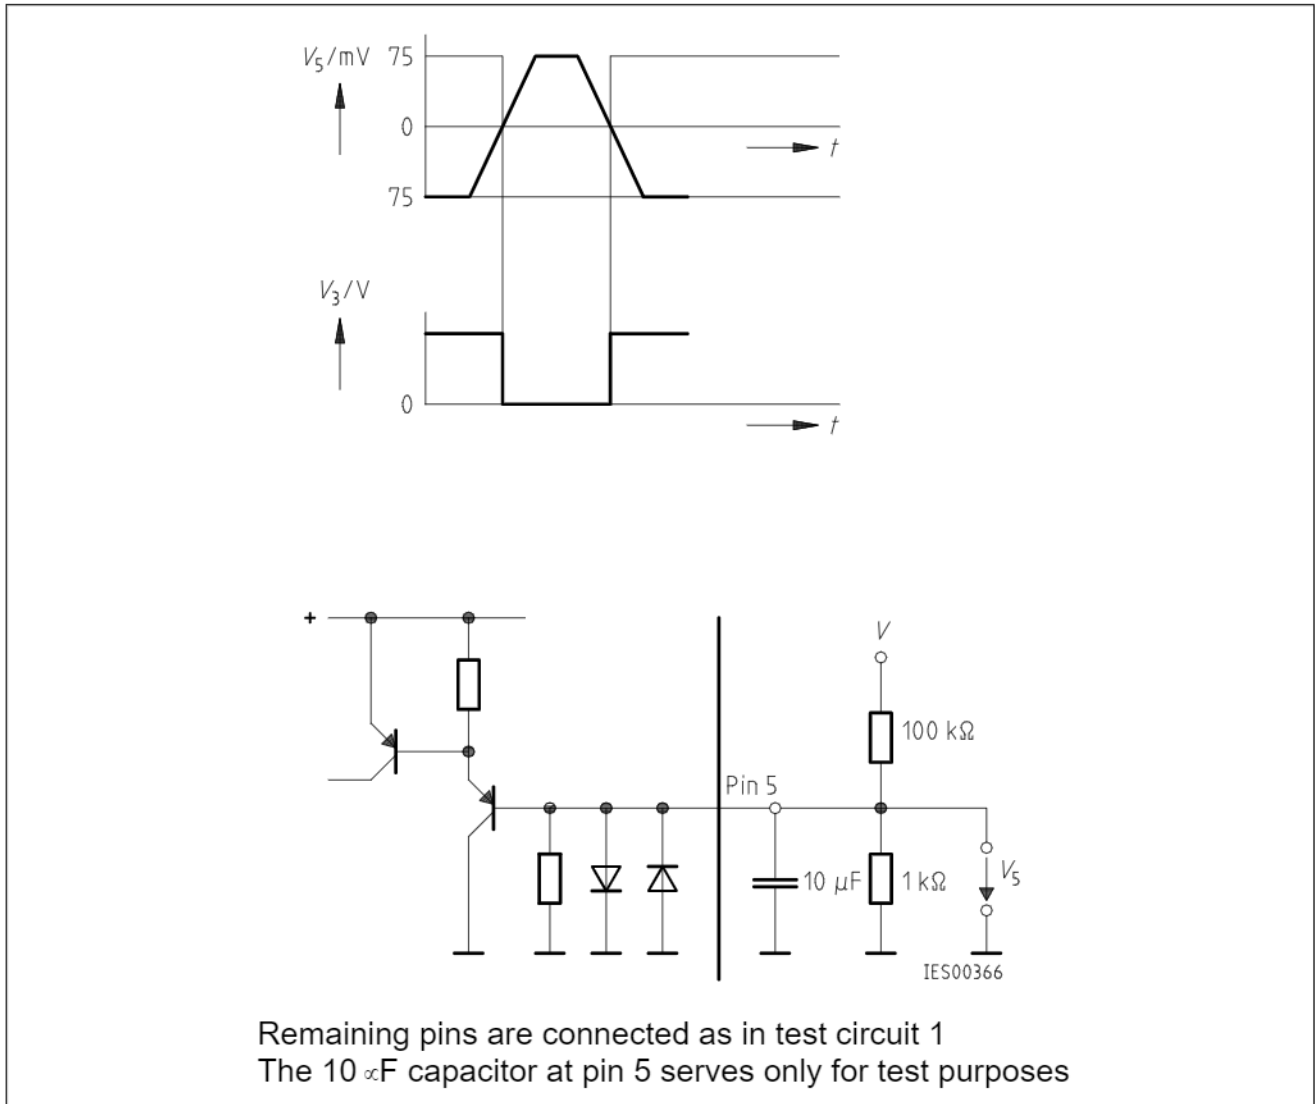 V5/mV
75
0
t
75
V3/V
0
t
+
V
100 kΩ
Pin 5
10 μF
1 kΩ
V5
IES00366
Remaining pins are connected as in test circuit 1
The 10 ∝F capacitor at pin 5 serves only for test purposes